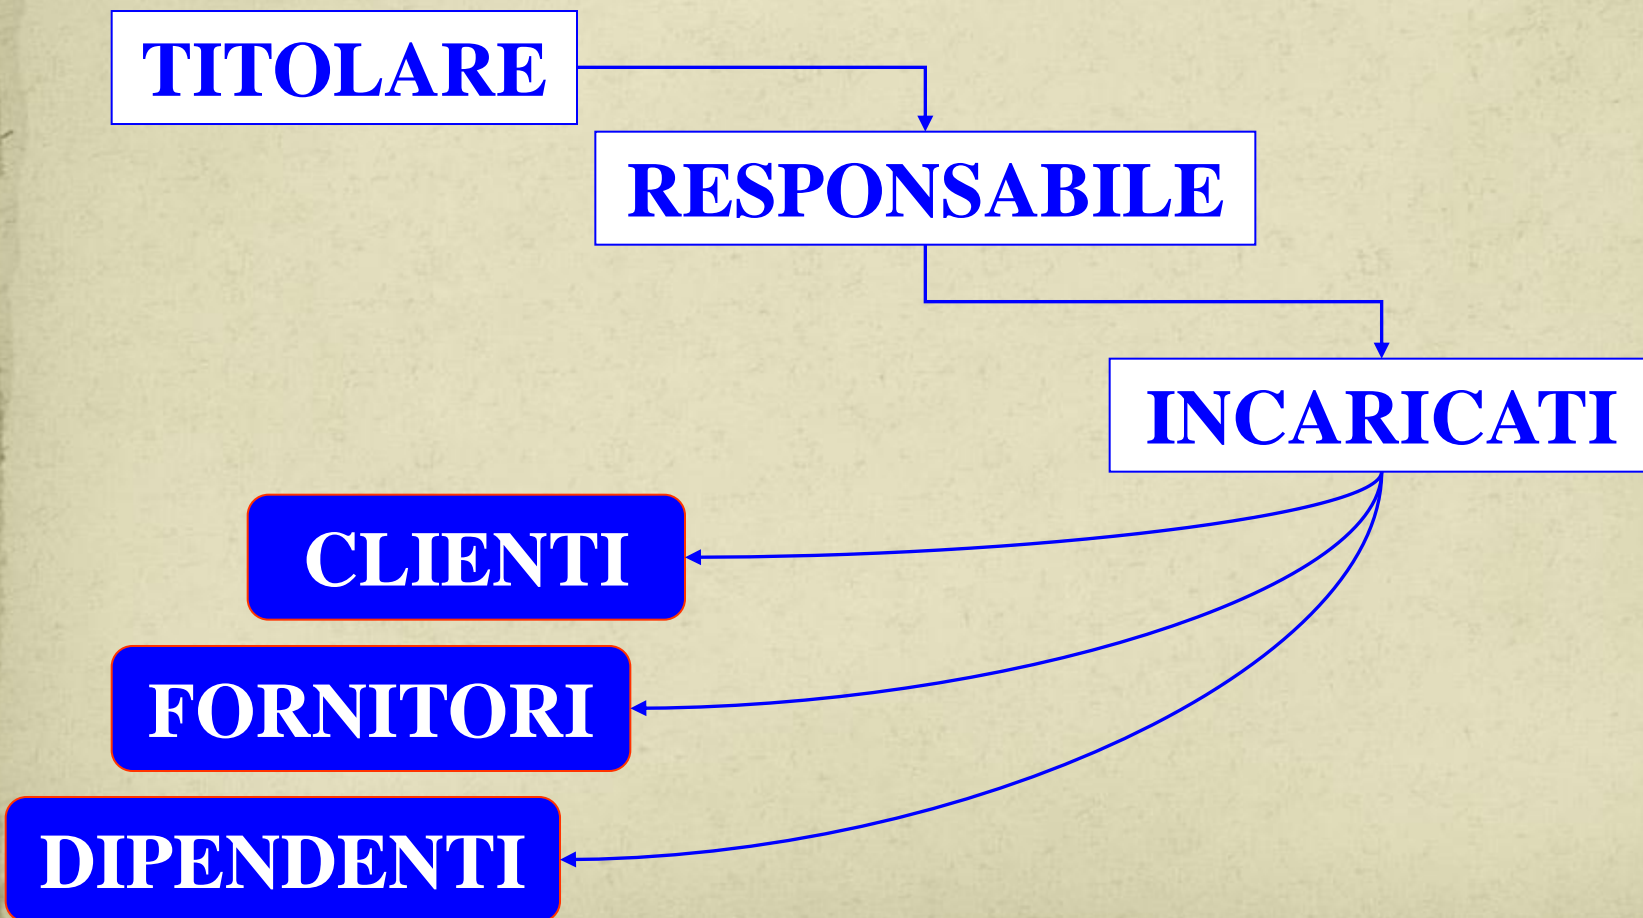 TITOLARE
RESPONSABILE
INCARICATI
CLIENTI
FORNITORI
DIPENDENTI